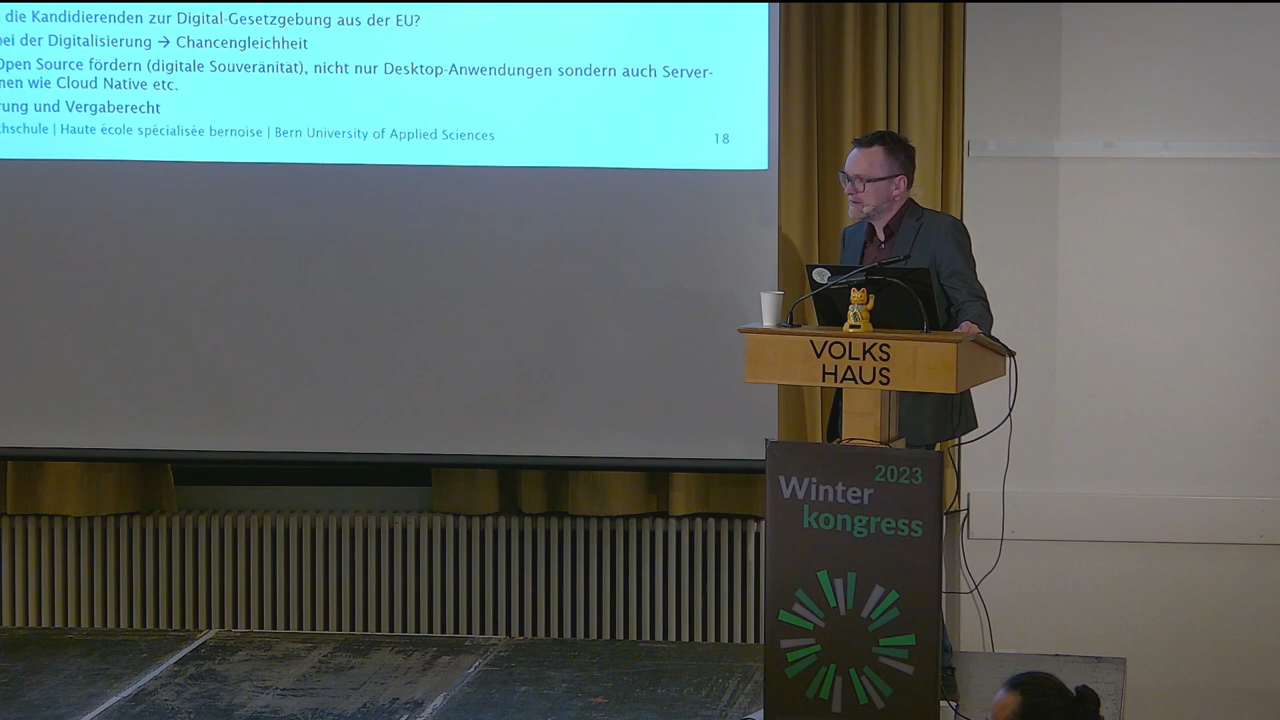 die Kandidierenden zur Digital-Gesetzgebung aus der EU?
ei der Digitalisierung → Chancengleichheit
Open Source fördern (digitale Souveränität), nicht nur Desktop-Anwendungen sondern auch Server-
nen wie Cloud Native etc.
rung und Vergaberecht
hschule | Haute école spécialisée bernoise | Bern University of Applied Sciences
18
VOLKS
HAUS
2023
Winter
kongress